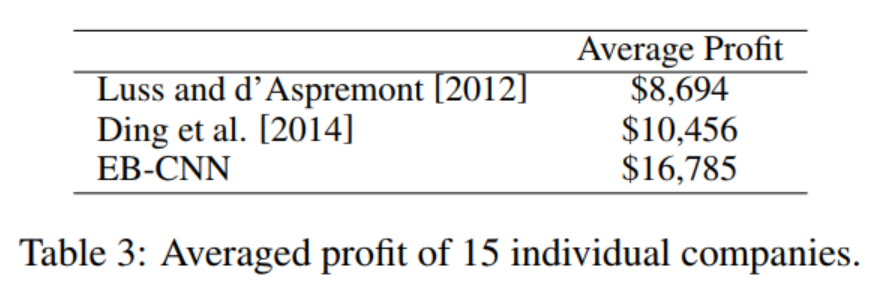 Average Profit
Luss and d'Aspremont [2012] $8,694
Ding et al. [2014] $10,456
EB-CNN $16,785
Table 3: Averaged profit of 15 individual companies.